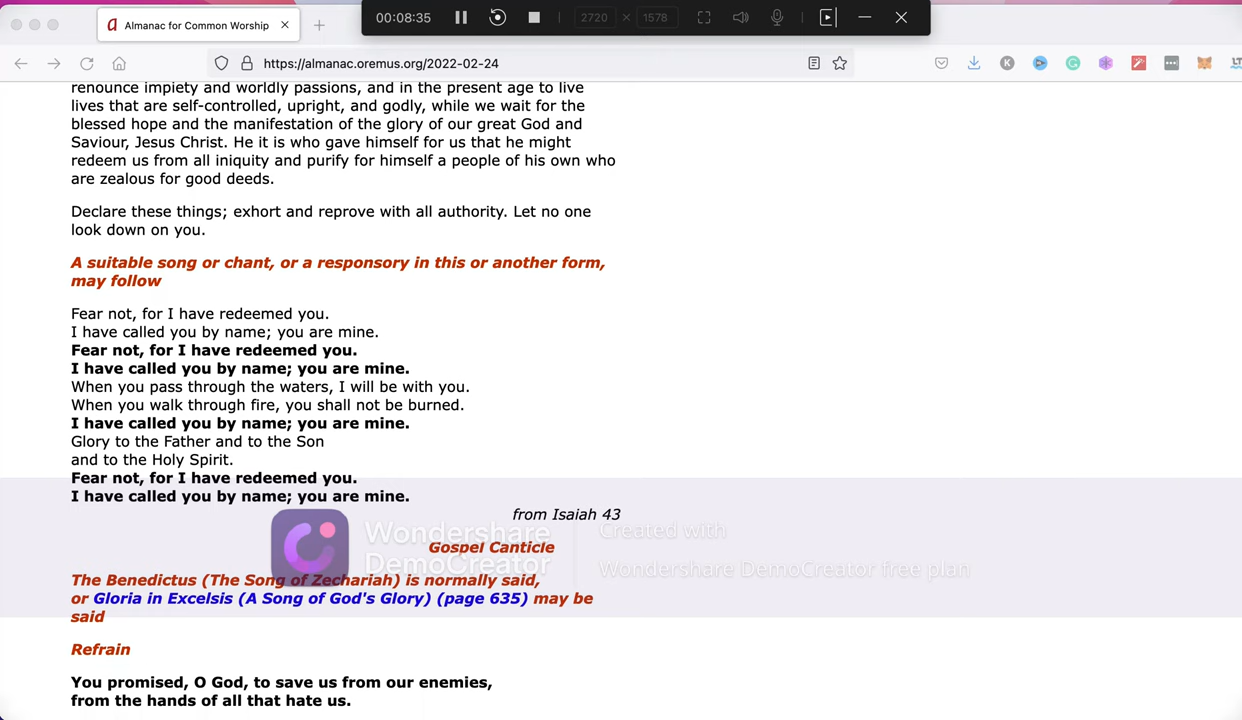 00:08:35
2720 × 1578
a Almanac for Common Worship
https://almanac.oremus.org/2022-02-24
K
LT
renounce impiety and worldly passions, and in the present age to live
lives that are self-controlled, upright, and godly, while we wait for the
blessed hope and the manifestation of the glory of our great God and
Saviour, Jesus Christ. He it is who gave himself for us that he might
redeem us from all iniquity and purify for himself a people of his own who
are zealous for good deeds.
Declare these things; exhort and reprove with all authority. Let no one
look down on you.
A suitable song or chant, or a responsory in this or another form,
may follow
Fear not, for I have redeemed you.
I have called you by name; you are mine.
Fear not, for I have redeemed you.
I have called you by name; you are mine.
When you pass through the waters, I will be with you.
When you walk through fire, you shall not be burned.
I have called you by name; you are mine.
Glory to the Father and to the Son
and to the Holy Spirit.
Fear not, for I have redeemed you.
I have called you by name; you are mine.
from Isaiah 43
Wondershare
DemoCreator
Created with
Wondershare DemoCreator free plan
Gospel Canticle
The Benedictus (The Song of Zechariah) is normally said,
or Gloria in Excelsis (A Song of God's Glory) (page 635) may be
said
Refrain
You promised, O God, to save us from our enemies,
from the hands of all that hate us.